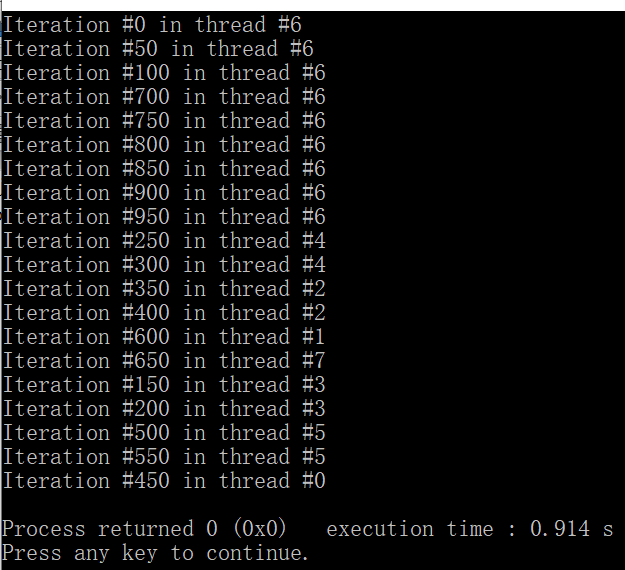 Iteration #0 in thread #6
Iteration #50 in thread #6
Iteration #100 in thread #6
Iteration #700 in thread #6
Iteration #750 in thread #6
Iteration #800 in thread #6
Iteration #850 in thread #6
Iteration #900 in thread #6
Iteration #950 in thread #6
Iteration #250 in thread #4
Iteration #300 in thread #4
Iteration #350 in thread #2
Iteration #400 in thread #2
Iteration #600 in thread #1
Iteration #650 in thread #7
Iteration #150 in thread #3
Iteration #200 in thread #3
Iteration #500 in thread #5
Iteration #550 in thread #5
Iteration #450 in thread #0
Process returned 0 (0x0)   execution time : 0.914 s
Press any key to continue.